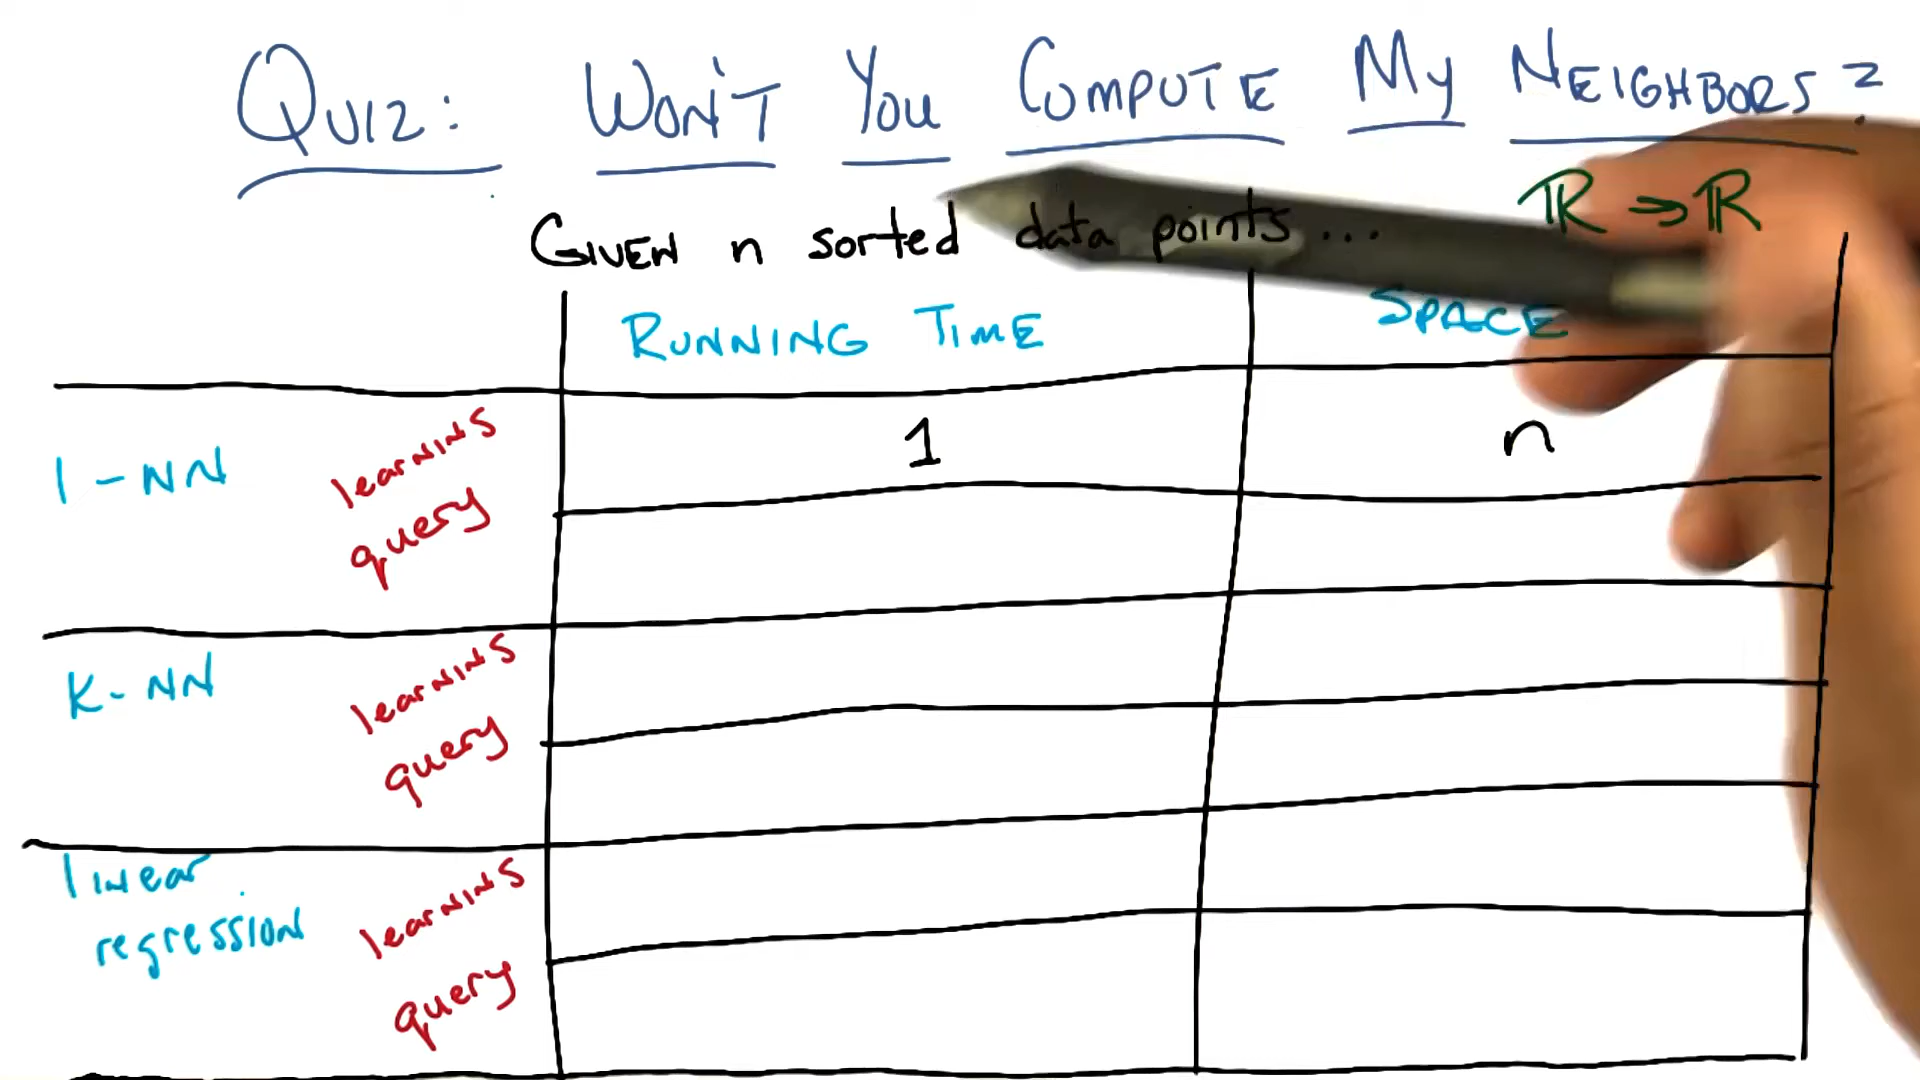 QUIZ: WON'T YOU COMPUTE MY NEIGHBORS?
GIVEN n sorted data points...
ℝ → ℝ
RUNNING TIME SPACE
1-NN learning 1 n
query
K-NN learning
query
linear regression learning
query